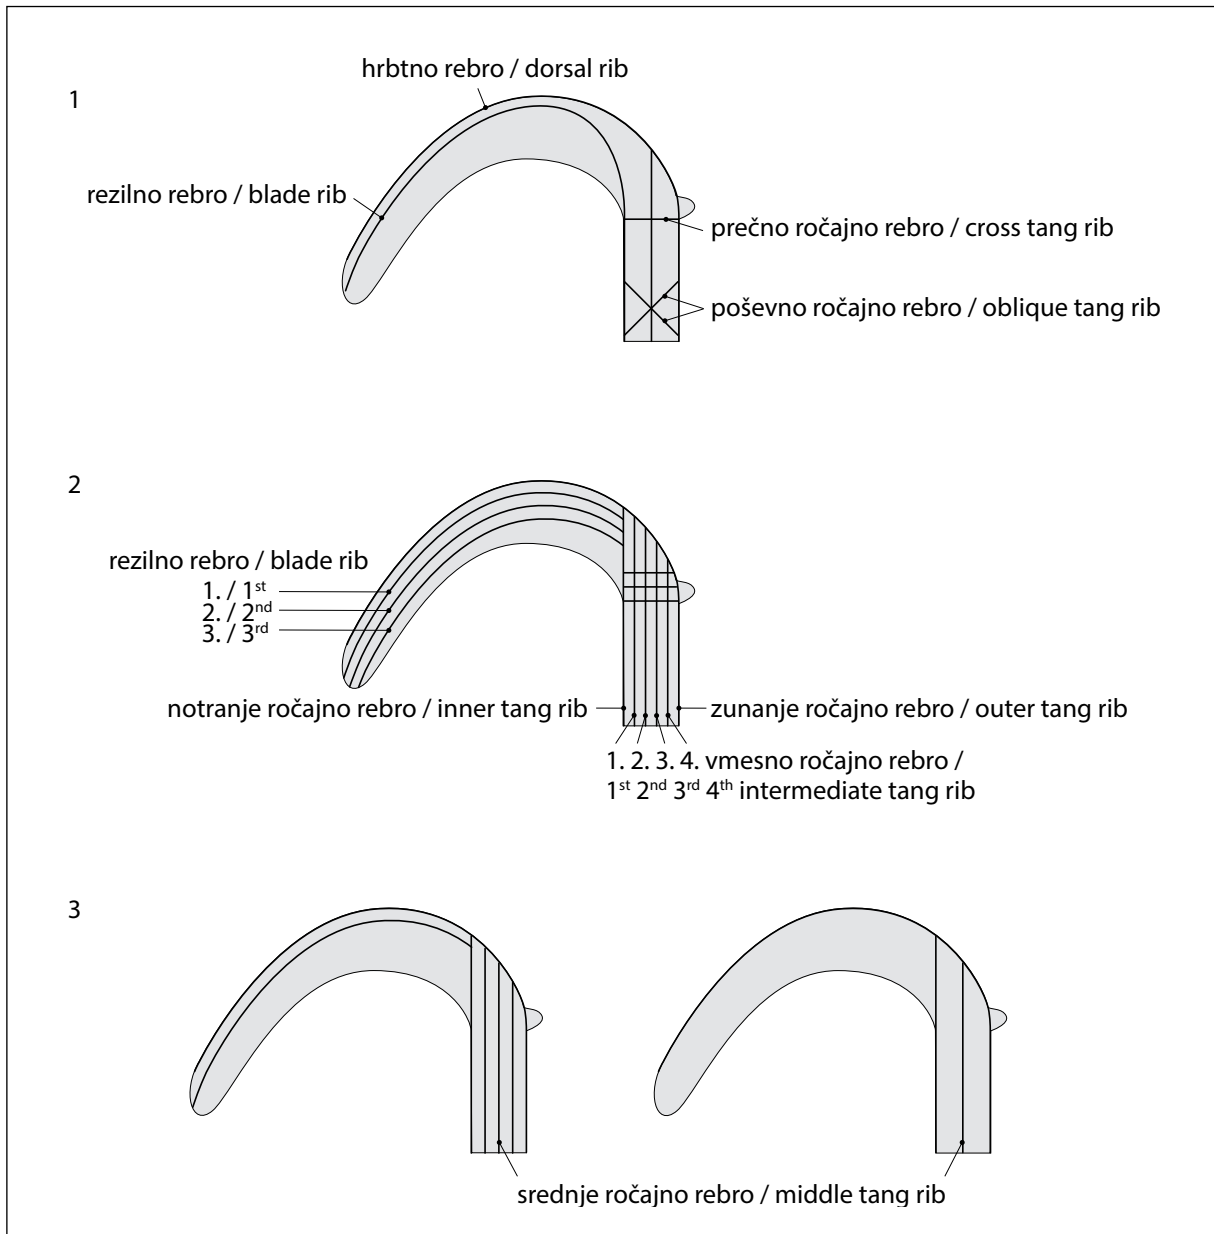 1
hrbtno rebro / dorsal rib
rezilno rebro / blade rib
prečno ročajno rebro / cross tang rib
poševno ročajno rebro / oblique tang rib
2
rezilno rebro / blade rib
1. / 1st
2. / 2nd
3. / 3rd
notranje ročajno rebro / inner tang rib
zunanje ročajno rebro / outer tang rib
1. 2. 3. 4. vmesno ročajno rebro /
1st 2nd 3rd 4th intermediate tang rib
3
srednje ročajno rebro / middle tang rib